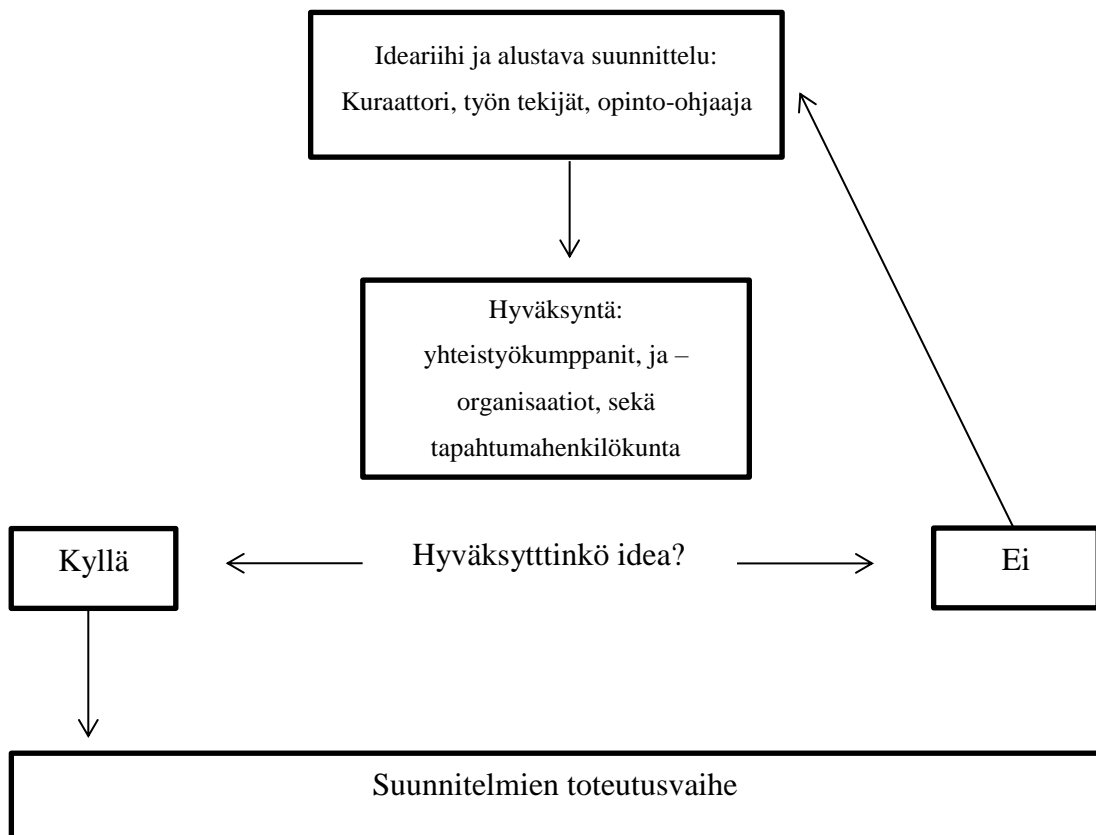 Ideariihi ja alustava suunnittelu:
Kuraattori, työn tekijät, opinto-ohjaaja
Hyväksyntä:
yhteistyökumppanit, ja –
organisaatiot, sekä
tapahtumahenkilökunta
Kyllä
Hyväksytttinkö idea?
Ei
Suunnitelmien toteutusvaihe